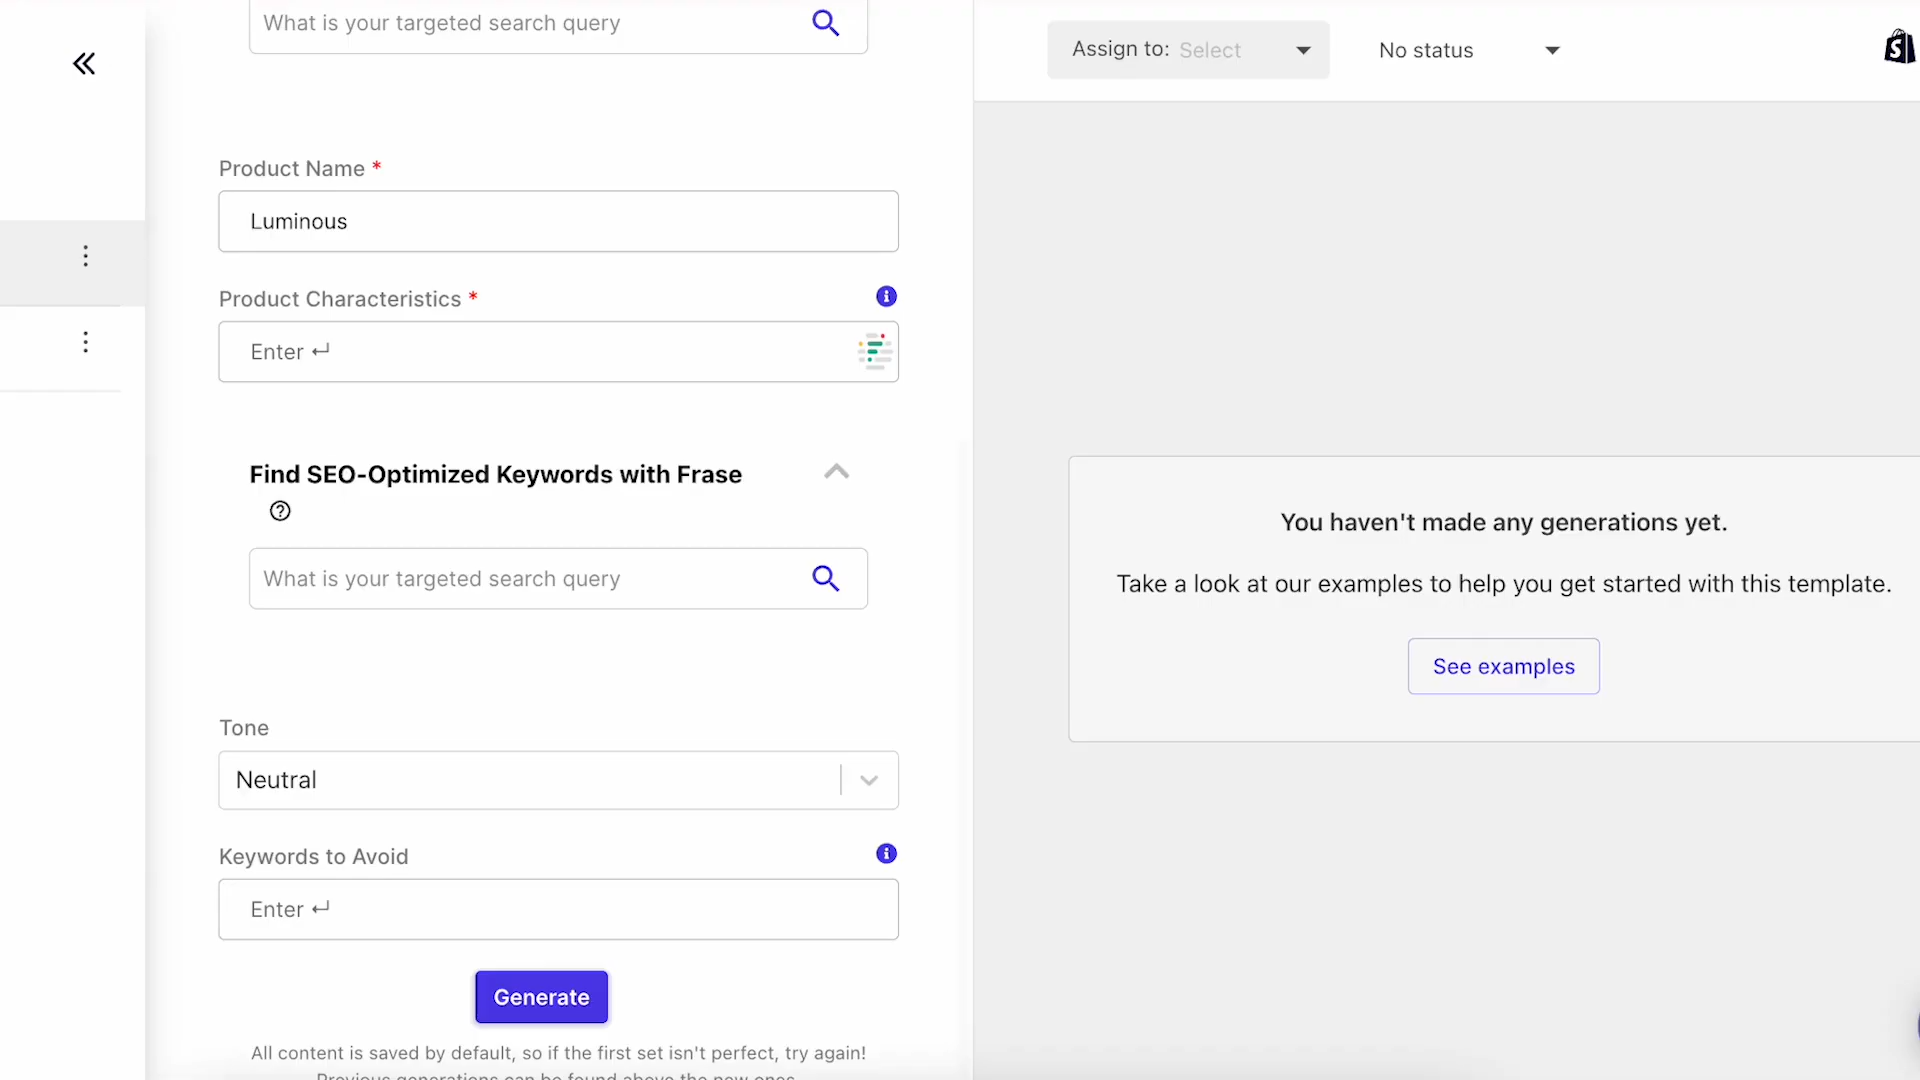 What is your targeted search query
Assign to: Select
No status
Product Name *
Luminous
Product Characteristics *
Enter ↵
Find SEO-Optimized Keywords with Frase
What is your targeted search query
You haven't made any generations yet.
Take a look at our examples to help you get started with this template.
See examples
Tone
Neutral
Keywords to Avoid
Enter ↵
Generate
All content is saved by default, so if the first set isn't perfect, try again!
Previous generations can be found above the new ones